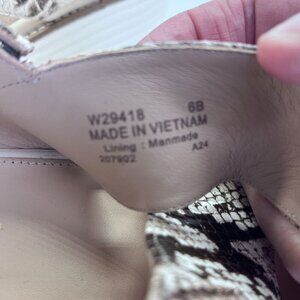 W29418 6B
MADE IN VIETNAM
Lining : Manmade
207902 A24